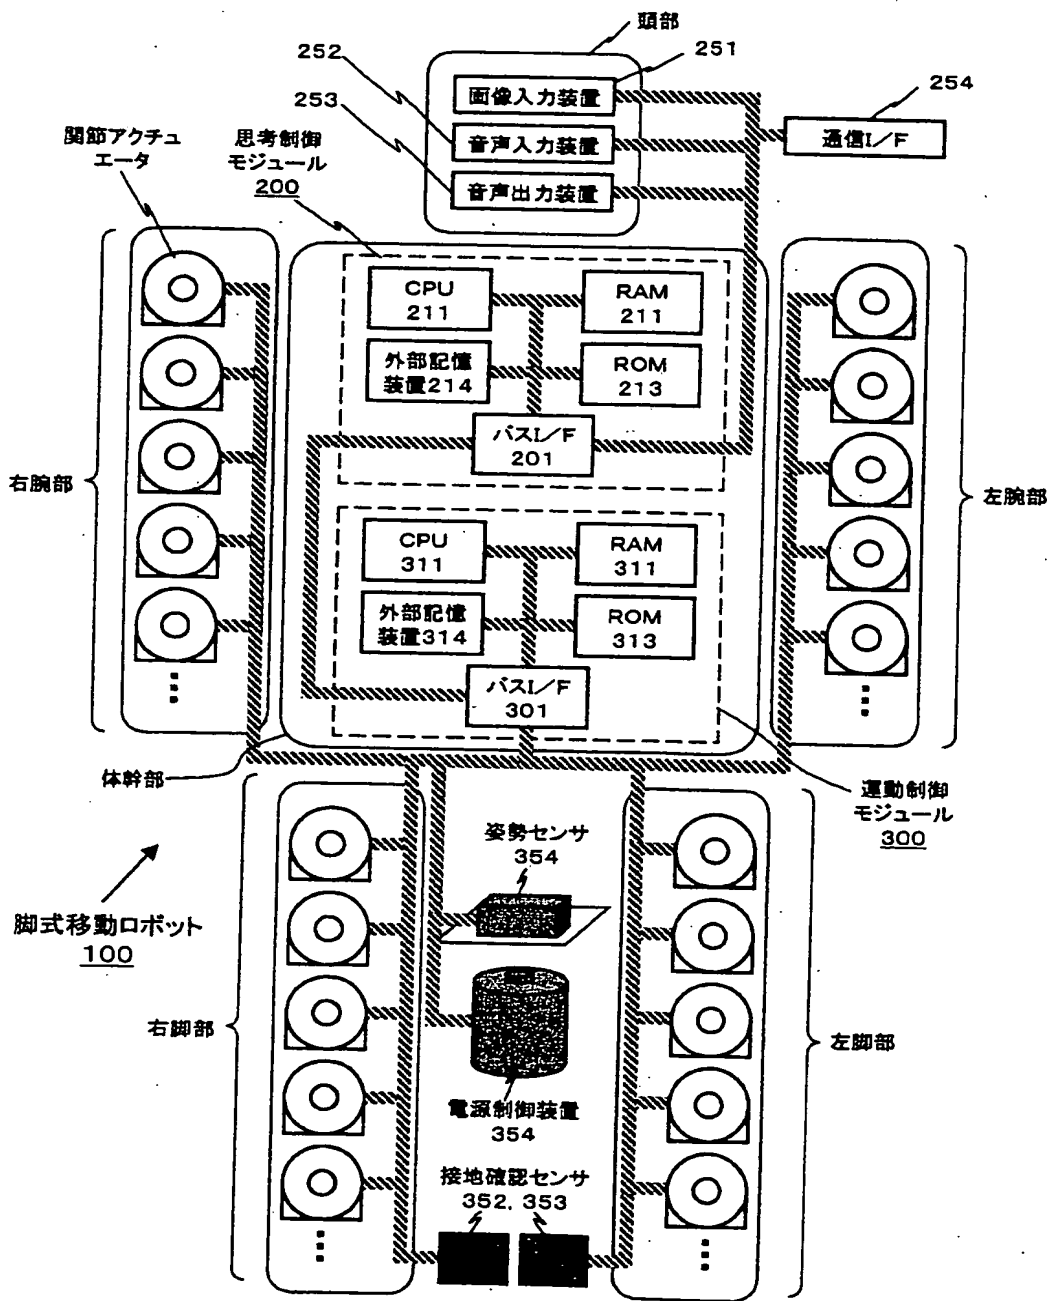 頭部
252
251
画像入力装置
253
254
関節アクチュ
エータ
思考制御
モジュール
200
音声入力装置
通信I/F
音声出力装置
CPU
211
RAM
211
外部記憶
装置214
ROM
213
バスI/F
201
右腕部
左腕部
CPU
311
RAM
311
外部記憶
装置314
ROM
313
バスI/F
301
体幹部
運動制御
モジュール
300
姿勢センサ
354
脚式移動ロボット
100
右脚部
左脚部
電源制御装置
354
接地確認センサ
352, 353